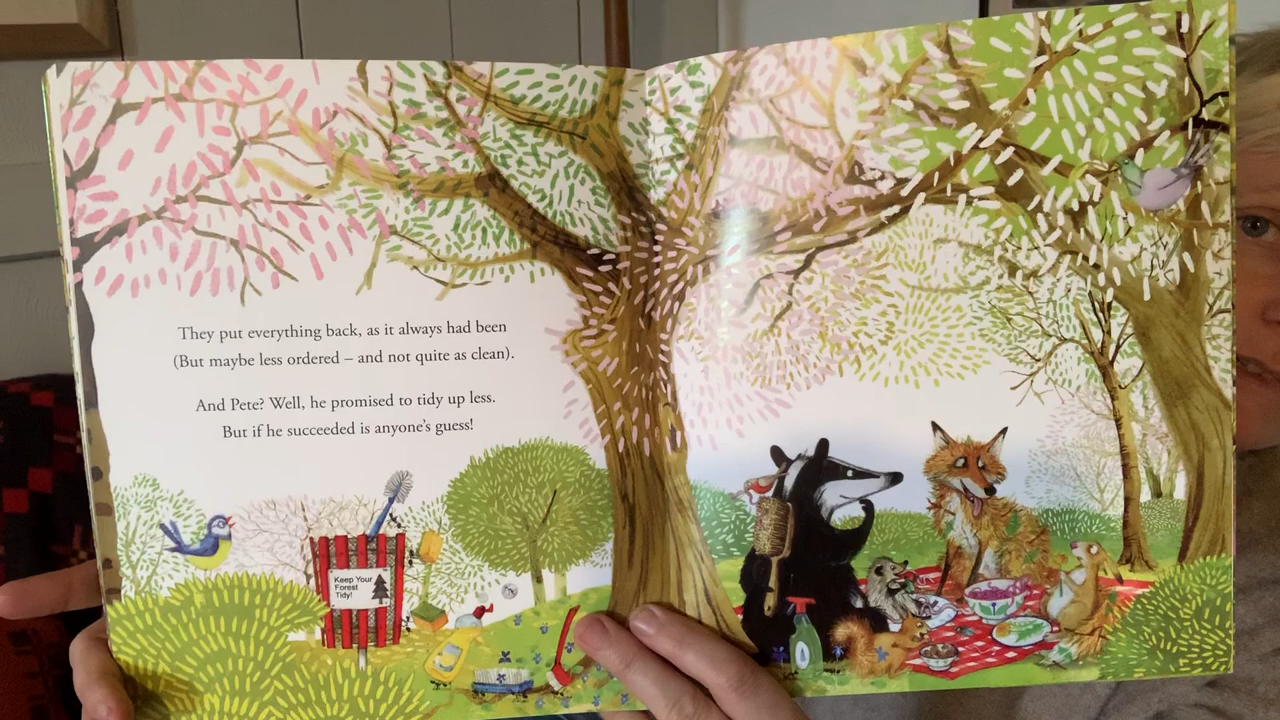 They put everything back, as it always had been
(But maybe less ordered – and not quite as clean).
And Pete? Well, he promised to tidy up less.
But if he succeeded is anyone's guess!
Keep Your
Forest
Tidy!